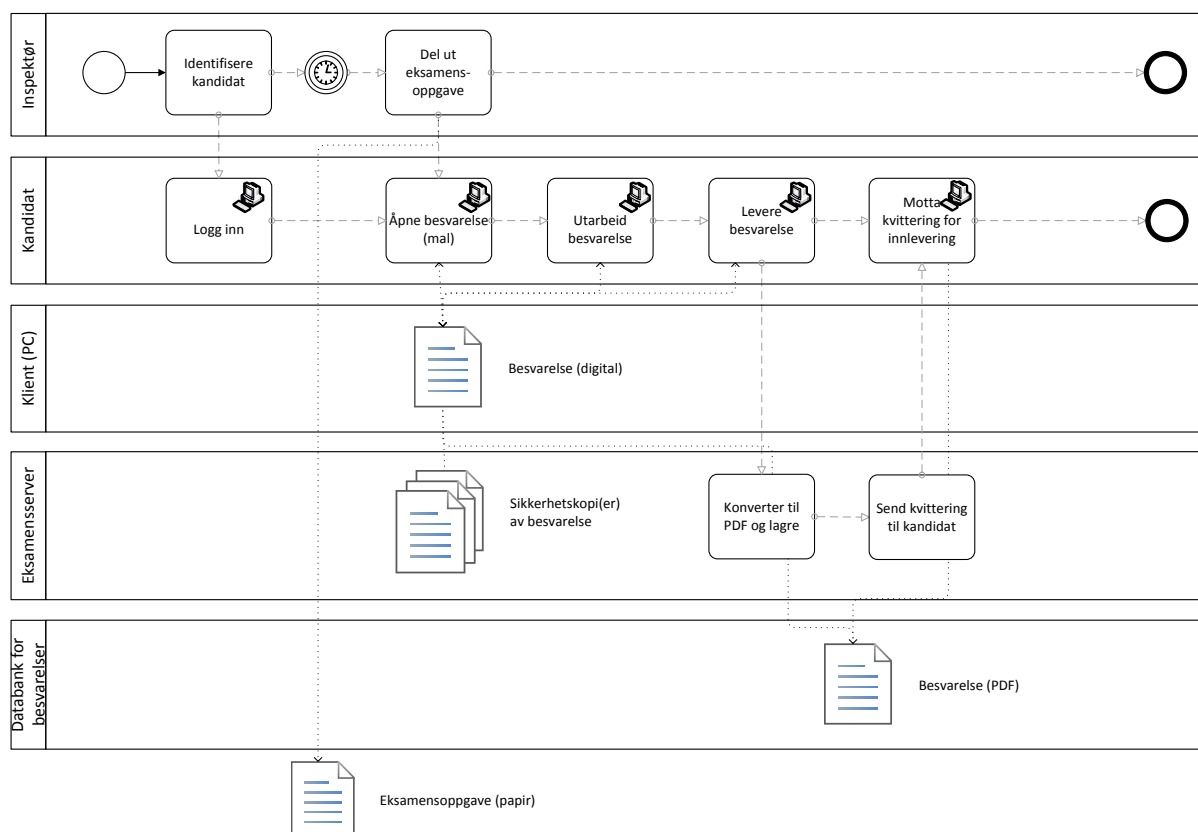 Inspektør
Identifisere
kandidat
Del ut
eksamens-
oppgave
Kandidat
Logg inn
Åpne besvarelse
(mal)
Utarbeid
besvarelse
Levere
besvarelse
Motta
kvittering for
innlevering
Klient (PC)
Besvarelse (digital)
Eksamensserver
Sikkerhetskopi(er)
av besvarelse
Konverter til
PDF og lagre
Send kvittering
til kandidat
Databank for
besvarelser
Besvarelse (PDF)
Eksamensoppgave (papir)